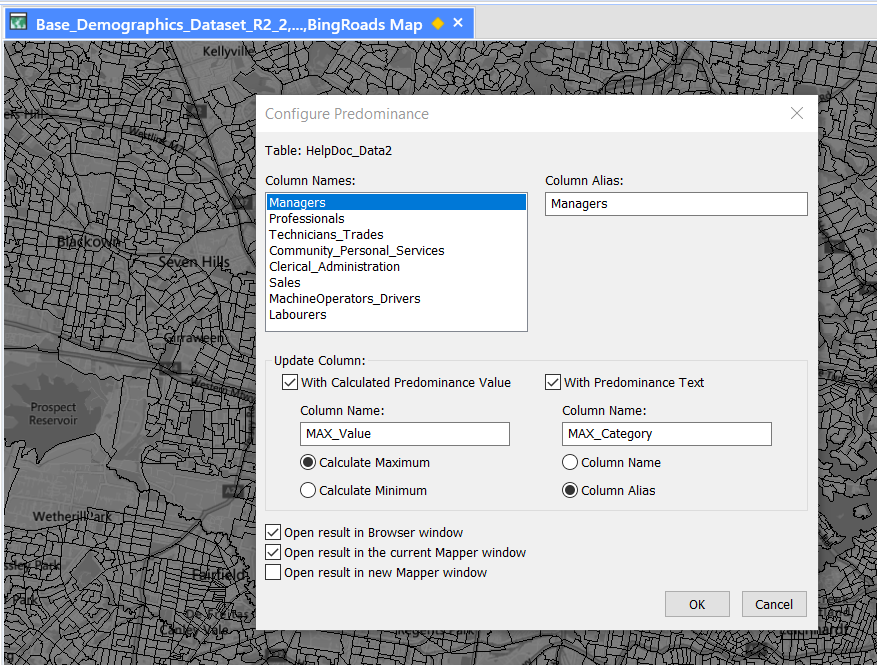 Base_Demographics_Dataset_R2_2,...,BingRoads Map
Kellyville
Configure Predominance
Table: HelpDoc_Data2
Column Names:
Column Alias:
Managers
Managers
Professionals
Technicians_Trades
Community_Personal_Services
Clerical_Administration
Sales
MachineOperators_Drivers
Labourers
Blacktown
Seven Hills
Girraween
Prospect
Reservoir
Wetherill Park
Fairfield
Canley Vale
Update Column:
With Calculated Predominance Value
With Predominance Text
Column Name:
Column Name:
MAX_Value
MAX_Category
Calculate Maximum
Column Name
Calculate Minimum
Column Alias
Open result in Browser window
Open result in the current Mapper window
Open result in new Mapper window
OK
Cancel
Regents Park